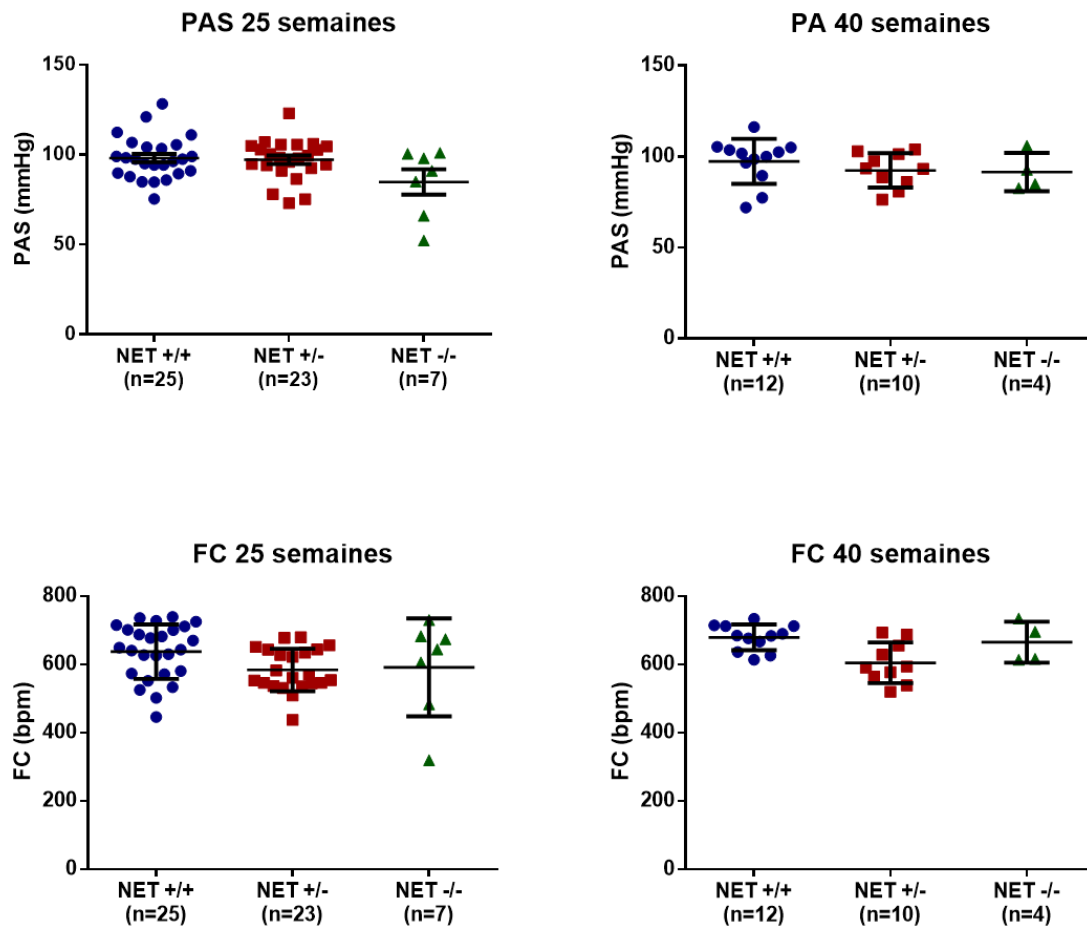 PAS 25 semaines
PAS (mmHg)
150
100
50
0
NET +/+
(n=25)
NET +/-
(n=23)
NET -/-
(n=7)
PA 40 semaines
PAS (mmHg)
150
100
50
0
NET +/+
(n=12)
NET +/-
(n=10)
NET -/-
(n=4)
FC 25 semaines
FC (bpm)
800
600
400
200
0
NET +/+
(n=25)
NET +/-
(n=23)
NET -/-
(n=7)
FC 40 semaines
FC (bpm)
800
600
400
200
0
NET +/+
(n=12)
NET +/-
(n=10)
NET -/-
(n=4)